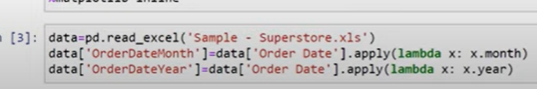 [3]: data=pd.read_excel('Sample - Superstore.xls')
data['OrderDateMonth']=data['Order Date'].apply(lambda x: x.month)
data['OrderDateYear']=data['Order Date'].apply(lambda x: x.year)